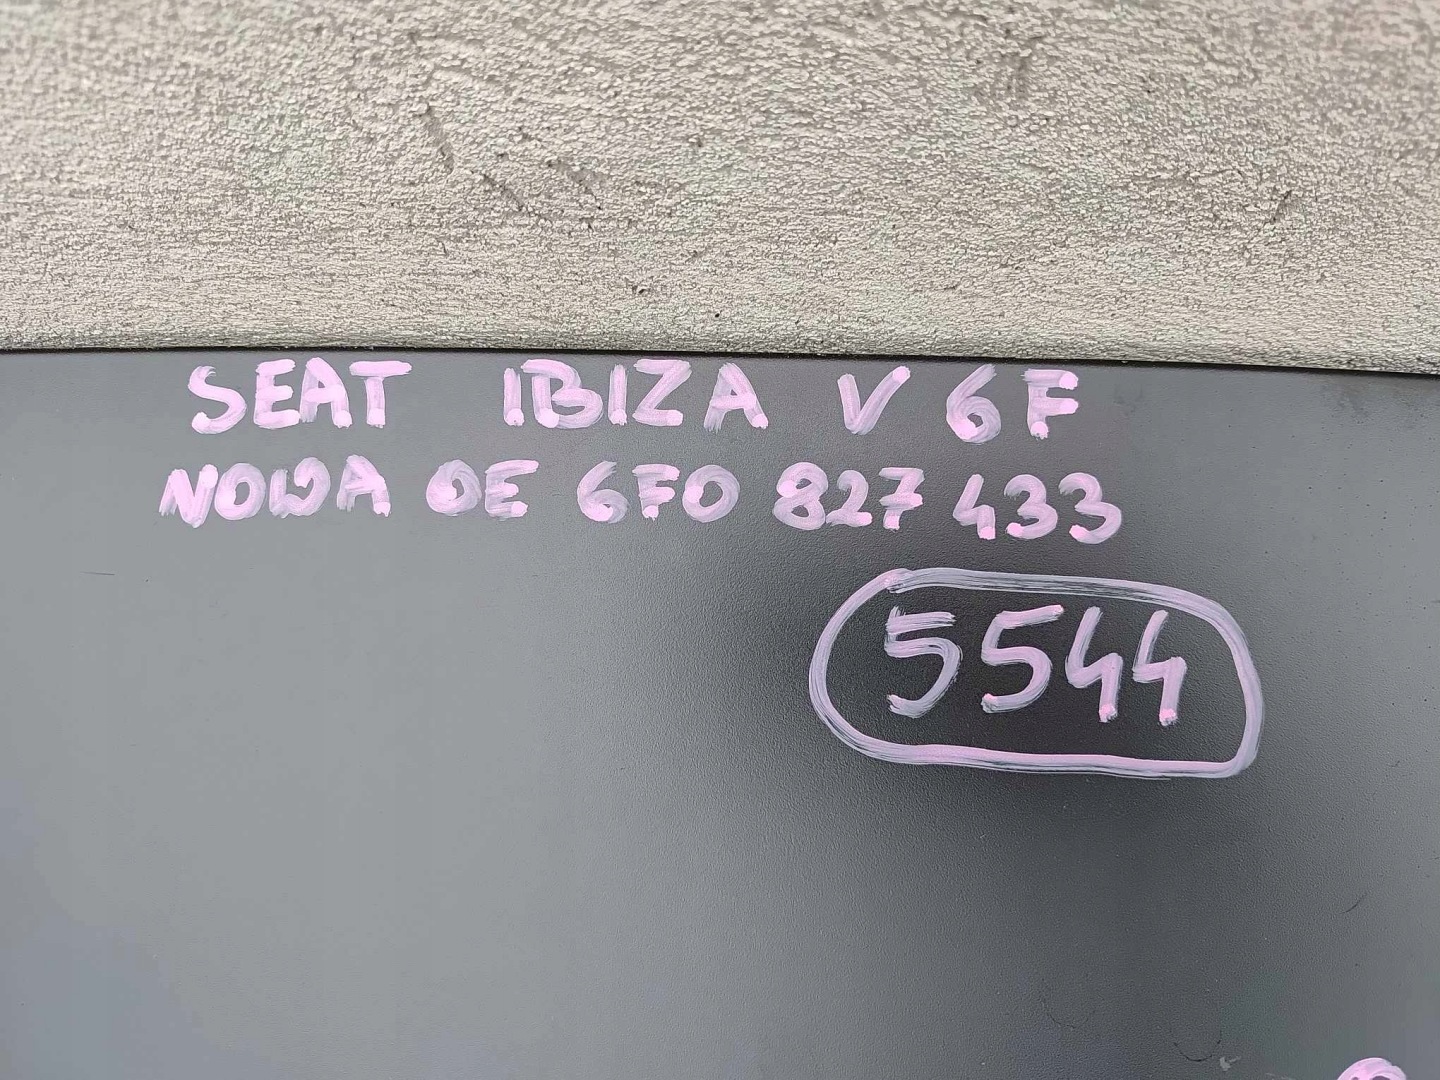 SEAT IBIZA V 6F
NOWA OE 6F0 827 433
5544